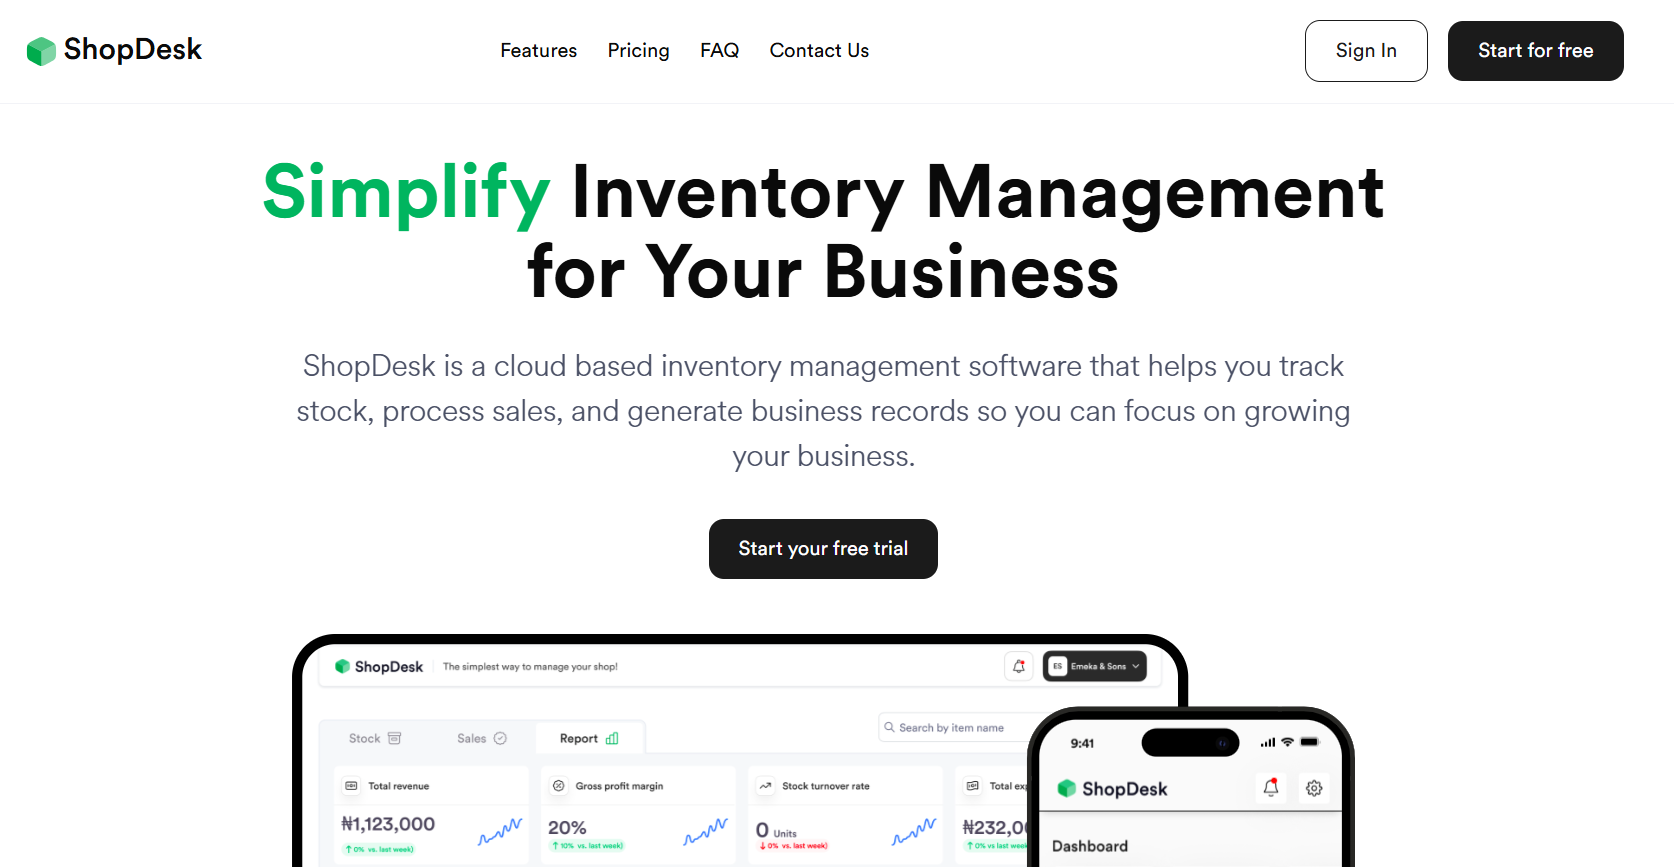 ShopDesk
Features Pricing FAQ Contact Us
Sign In
Start for free
Simplify Inventory Management
for Your Business
ShopDesk is a cloud based inventory management software that helps you track
stock, process sales, and generate business records so you can focus on growing
your business.
Start your free trial
ShopDesk The simplest way to manage your shop!
ES Emeka & Sons
Stock Sales Report
Search by item name
Total revenue
₦1,123,000
↑ 0% vs. last week)
Gross profit margin
20%
↑ 10% vs. last week)
Stock turnover rate
0 Units
↓ 0% vs. last week)
Total
₦232,0
↑ 0% vs last week)
9:41
ShopDesk
Dashboard